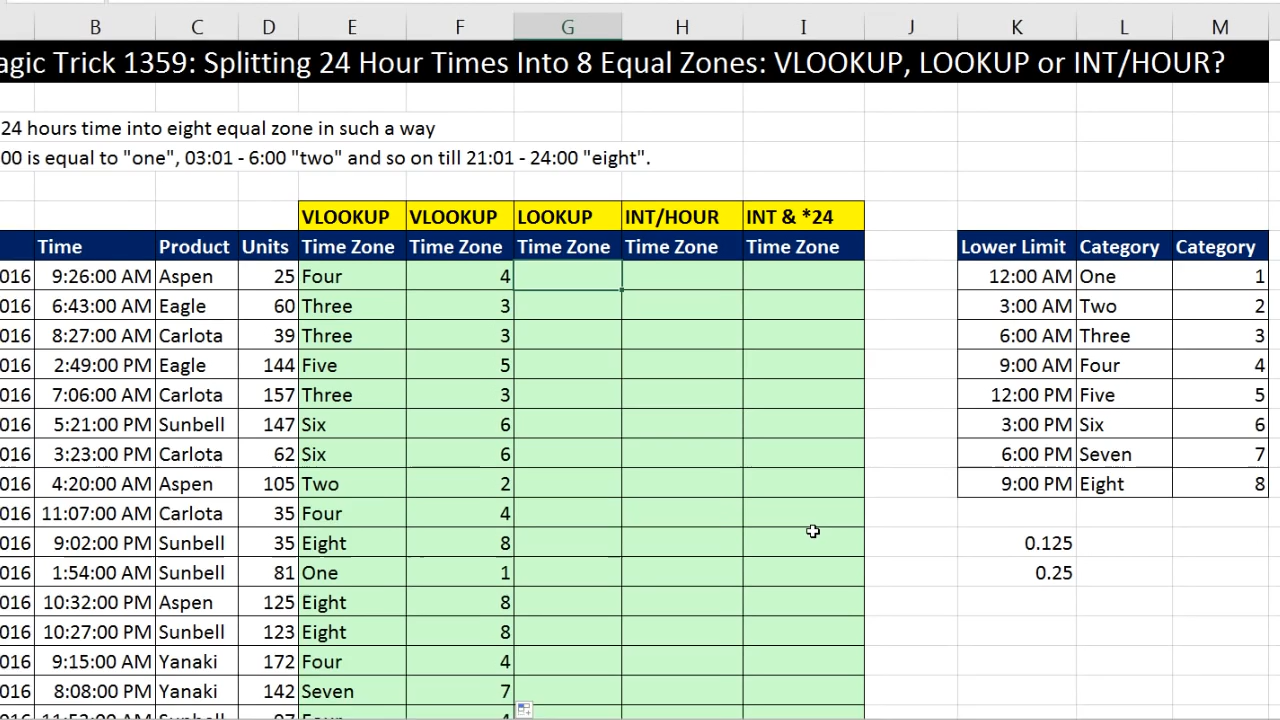 B C D E F G H I J K L M
agic Trick 1359: Splitting 24 Hour Times Into 8 Equal Zones: VLOOKUP, LOOKUP or INT/HOUR?
24 hours time into eight equal zone in such a way
00 is equal to "one", 03:01 - 6:00 "two" and so on till 21:01 - 24:00 "eight".
VLOOKUP VLOOKUP LOOKUP INT/HOUR INT & *24
Time Product Units Time Zone Time Zone Time Zone Time Zone Time Zone Lower Limit Category Category
016 9:26:00 AM Aspen 25 Four 4 12:00 AM One 1
016 6:43:00 AM Eagle 60 Three 3 3:00 AM Two 2
016 8:27:00 AM Carlota 39 Three 3 6:00 AM Three 3
016 2:49:00 PM Eagle 144 Five 5 9:00 AM Four 4
016 7:06:00 AM Carlota 157 Three 3 12:00 PM Five 5
016 5:21:00 PM Sunbell 147 Six 6 3:00 PM Six 6
016 3:23:00 PM Carlota 62 Six 6 6:00 PM Seven 7
016 4:20:00 AM Aspen 105 Two 2 9:00 PM Eight 8
016 11:07:00 AM Carlota 35 Four 4
016 9:02:00 PM Sunbell 35 Eight 8 0.125
016 1:54:00 AM Sunbell 81 One 1 0.25
016 10:32:00 PM Aspen 125 Eight 8
016 10:27:00 PM Sunbell 123 Eight 8
016 9:15:00 AM Yanaki 172 Four 4
016 8:08:00 PM Yanaki 142 Seven 7